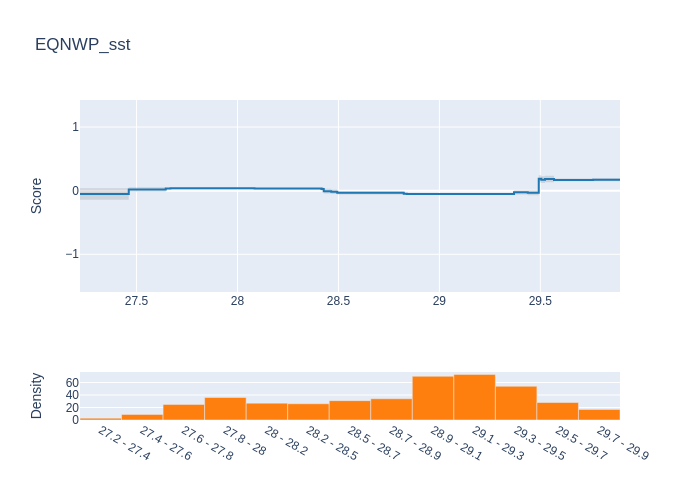 EQNWP_sst
Score
1
0
−1
27.5
28
28.5
29
29.5
Density
60
40
20
0
27.2 - 27.4
27.4 - 27.6
27.6 - 27.8
27.8 - 28
28 - 28.2
28.2 - 28.5
28.5 - 28.7
28.7 - 28.9
28.9 - 29.1
29.1 - 29.3
29.3 - 29.5
29.5 - 29.7
29.7 - 29.9